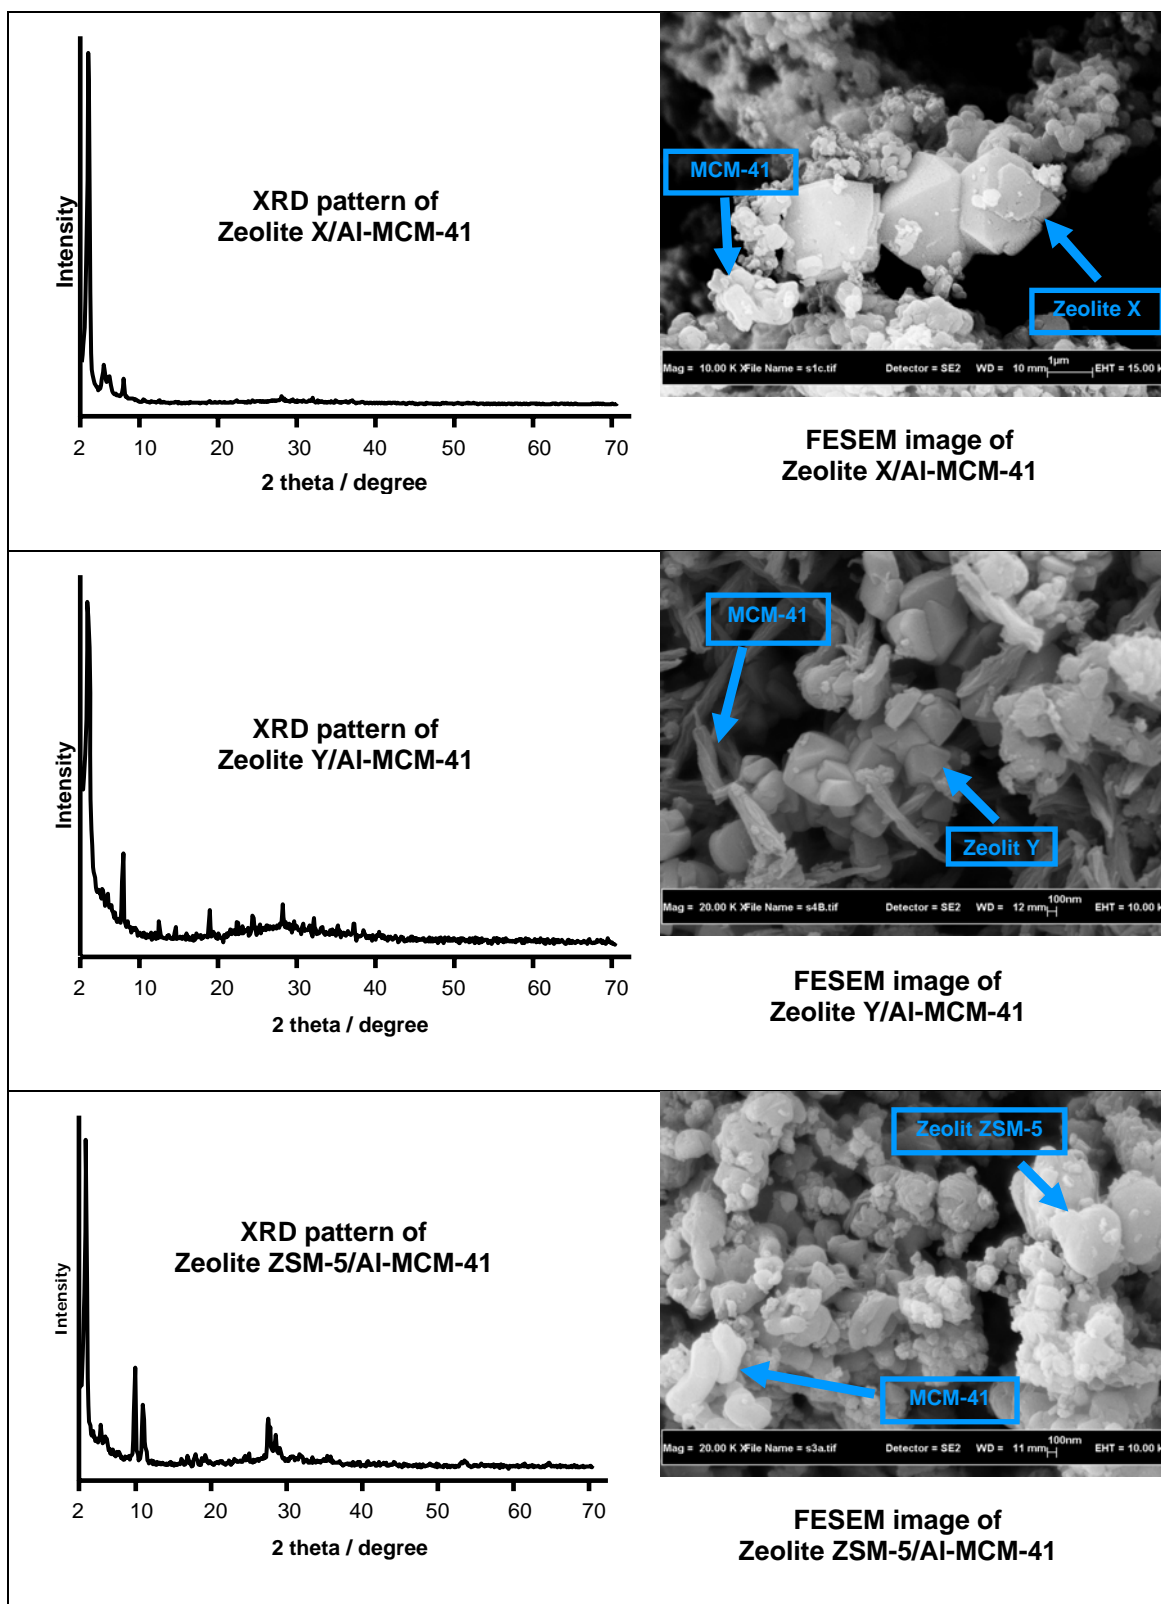 Intensity
XRD pattern of
Zeolite X/Al-MCM-41
2 10 20 30 40 50 60 70
2 theta / degree
MCM-41
Zeolite X
Mag = 10.00 K X File Name = s1c.tif Detector = SE2 WD = 10 mm 1µm EHT = 15.00 k
FESEM image of
Zeolite X/Al-MCM-41
Intensity
XRD pattern of
Zeolite Y/Al-MCM-41
2 10 20 30 40 50 60 70
2 theta / degree
MCM-41
Zeolit Y
Mag = 20.00 K X File Name = s4B.tif Detector = SE2 WD = 12 mm 100nm EHT = 10.00 k
FESEM image of
Zeolite Y/Al-MCM-41
Intensity
XRD pattern of
Zeolite ZSM-5/Al-MCM-41
2 10 20 30 40 50 60 70
2 theta / degree
Zeolit ZSM-5
MCM-41
Mag = 20.00 K X File Name = s3a.tif Detector = SE2 WD = 11 mm 100nm EHT = 10.00 k
FESEM image of
Zeolite ZSM-5/Al-MCM-41